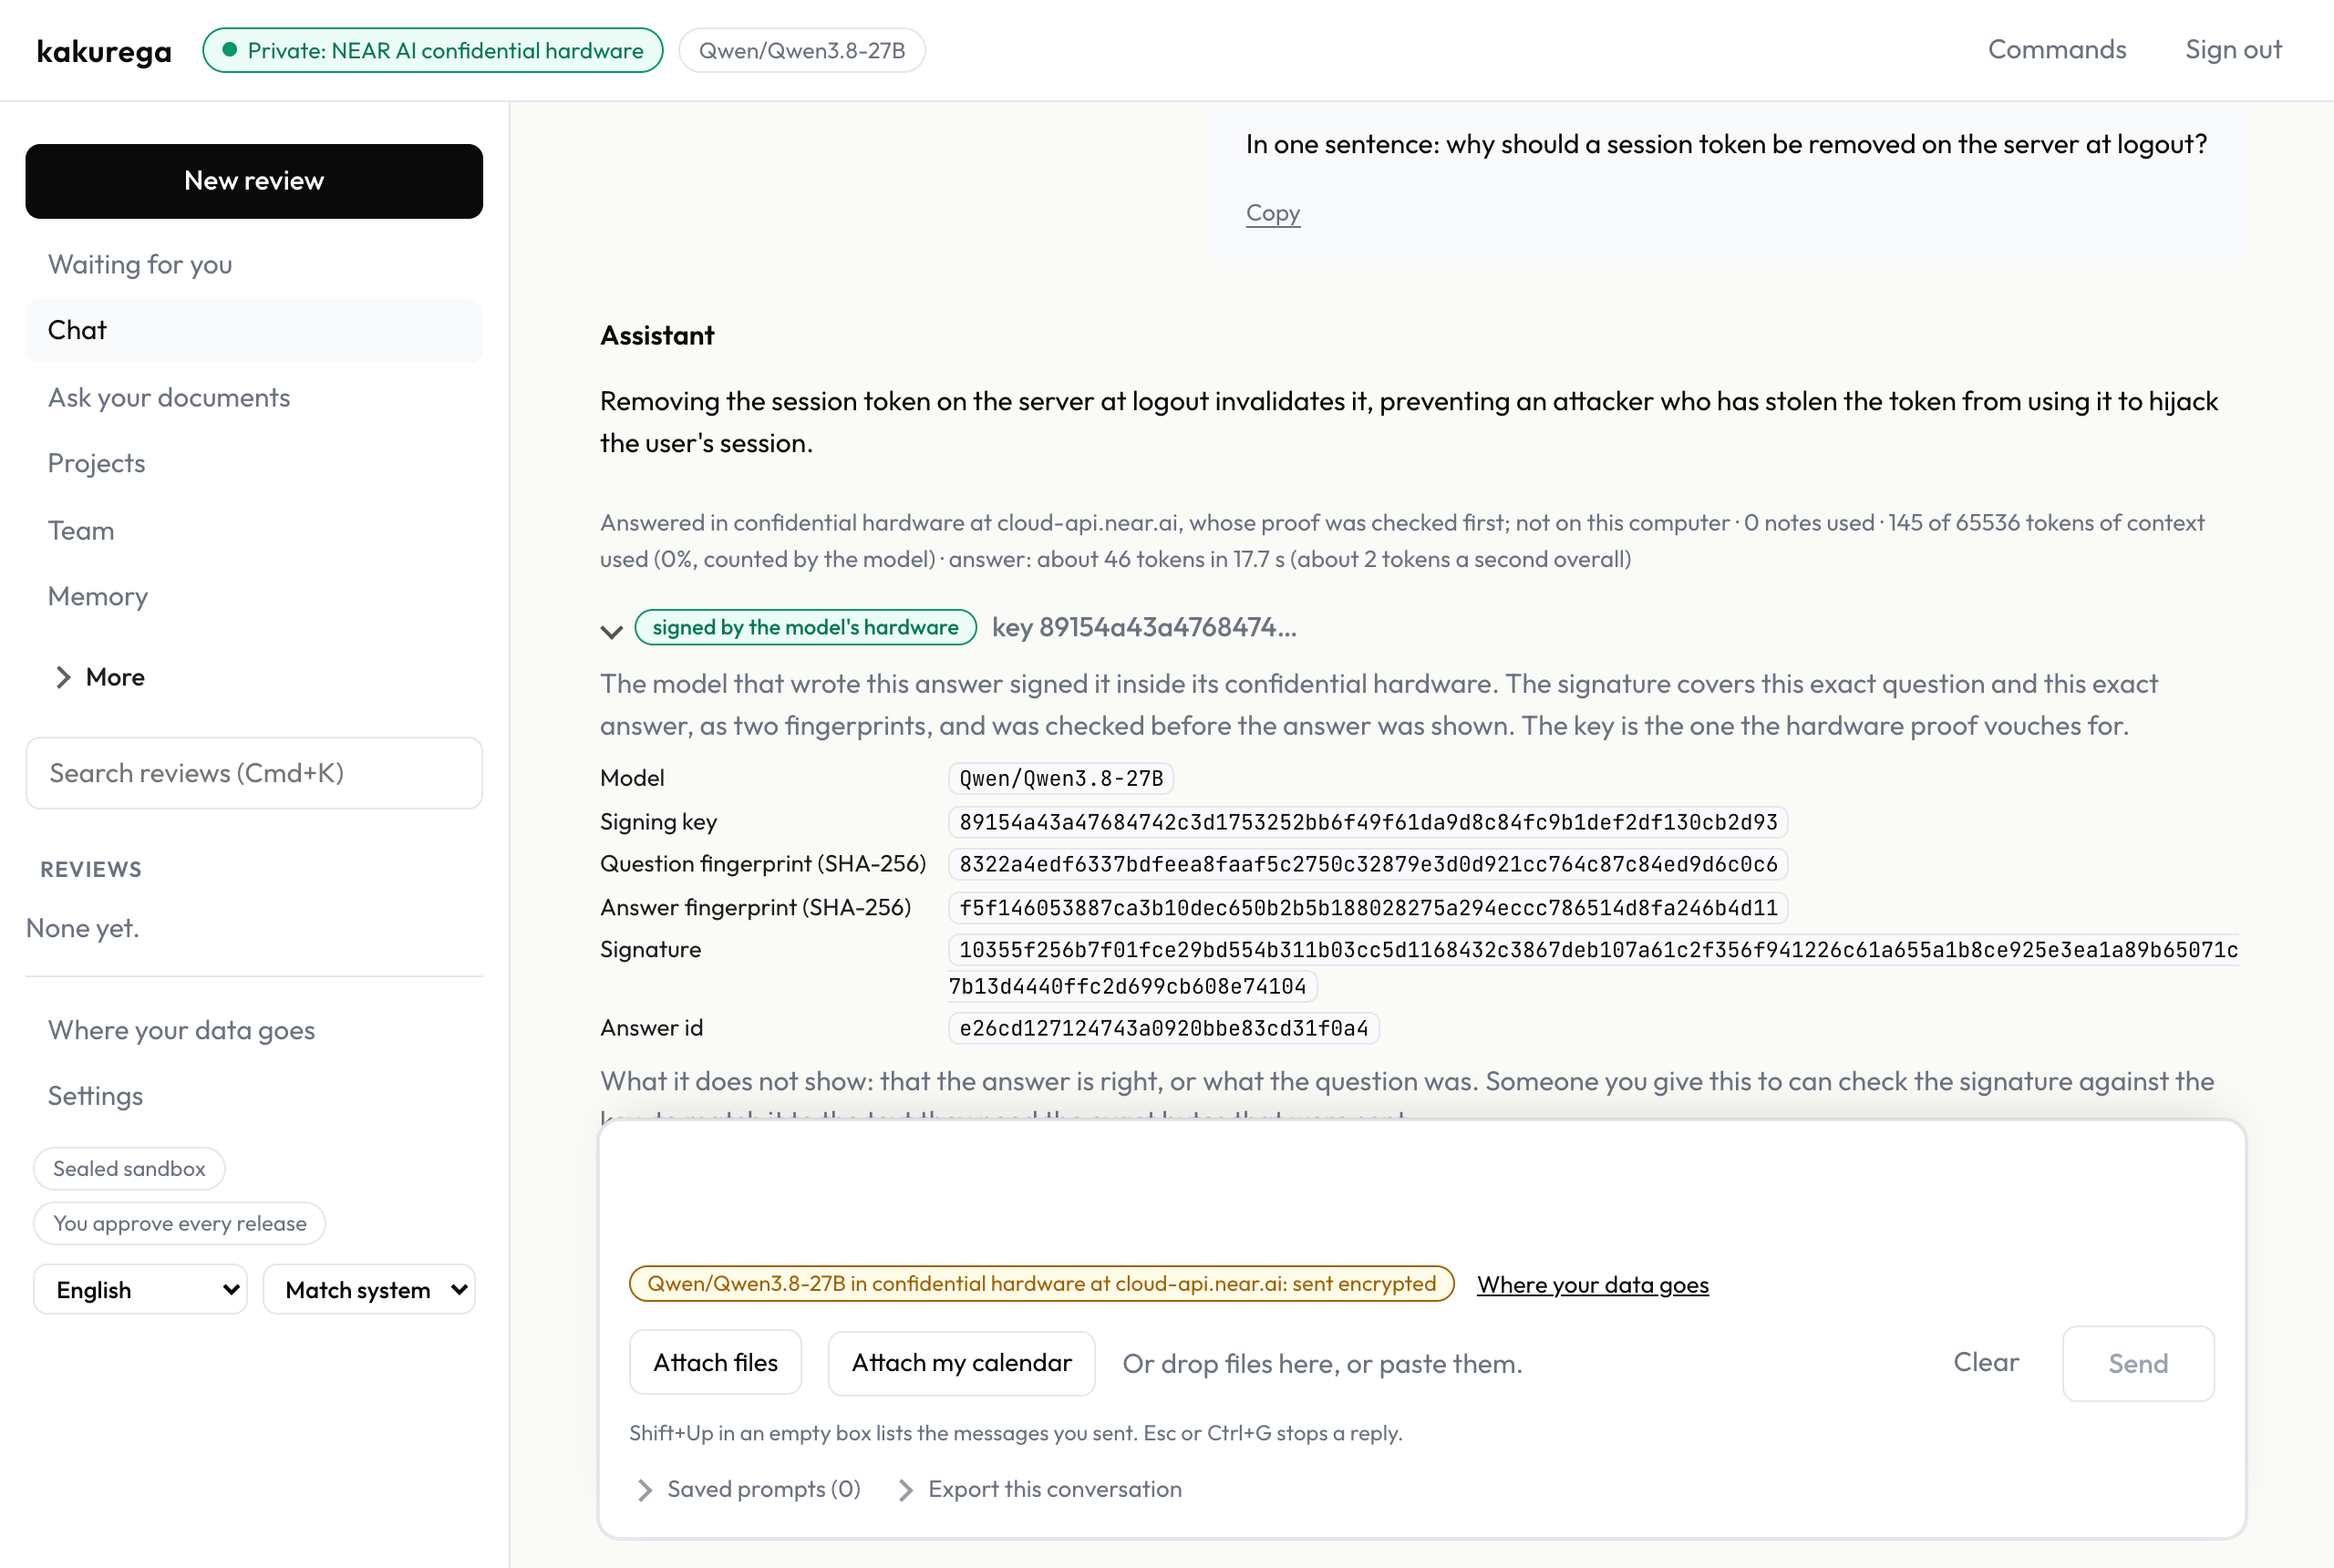 kakurega
Private: NEAR AI confidential hardware
Qwen/Qwen3.8-27B
Commands
Sign out
New review
Waiting for you
Chat
Ask your documents
Projects
Team
Memory
More
Search reviews (Cmd+K)
REVIEWS
None yet.
Where your data goes
Settings
Sealed sandbox
You approve every release
English
Match system
In one sentence: why should a session token be removed on the server at logout?
Copy
Assistant
Removing the session token on the server at logout invalidates it, preventing an attacker who has stolen the token from using it to hijack
the user's session.
Answered in confidential hardware at cloud-api.near.ai, whose proof was checked first; not on this computer · 0 notes used · 145 of 65536 tokens of context
used (0%, counted by the model) · answer: about 46 tokens in 17.7 s (about 2 tokens a second overall)
signed by the model's hardware
key 89154a43a4768474...
The model that wrote this answer signed it inside its confidential hardware. The signature covers this exact question and this exact
answer, as two fingerprints, and was checked before the answer was shown. The key is the one the hardware proof vouches for.
Model Qwen/Qwen3.8-27B
Signing key 89154a43a47684742c3d1753252bb6f49f61da9d8c84fc9b1def2df130cb2d93
Question fingerprint (SHA-256) 8322a4edf6337bdfeea8faaf5c2750c32879e3d0d921cc764c87c84ed9d6c0c6
Answer fingerprint (SHA-256) f5f146053887ca3b10dec650b2b5b188028275a294eccc786514d8fa246b4d11
Signature 10355f256b7f01fce29bd554b311b03cc5d1168432c3867deb107a61c2f356f941226c61a655a1b8ce925e3ea1a89b65071c
7b13d4440ffc2d699cb608e74104
Answer id e26cd127124743a0920bbe83cd31f0a4
What it does not show: that the answer is right, or what the question was. Someone you give this to can check the signature against the
Qwen/Qwen3.8-27B in confidential hardware at cloud-api.near.ai: sent encrypted
Where your data goes
Attach files
Attach my calendar
Or drop files here, or paste them.
Clear
Send
Shift+Up in an empty box lists the messages you sent. Esc or Ctrl+G stops a reply.
Saved prompts (0)
Export this conversation